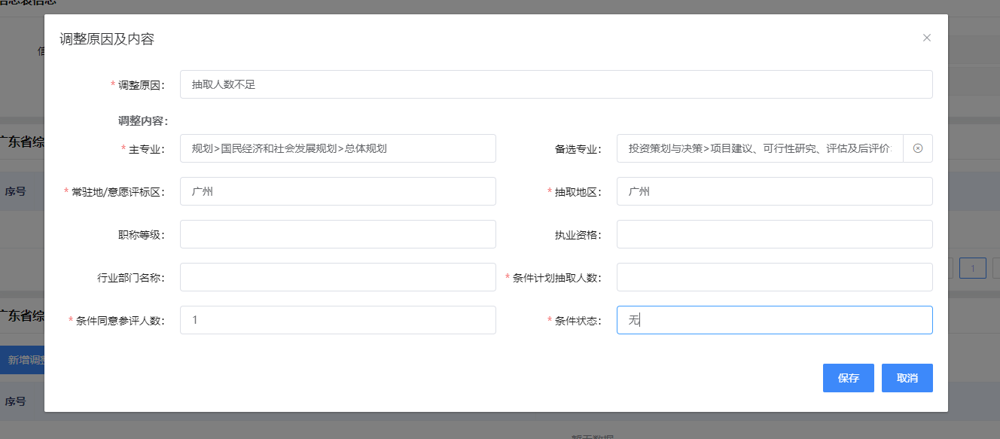 调整原因及内容
* 调整原因：
抽取人数不足
调整内容：
* 主专业：
规划>国民经济和社会发展规划>总体规划
备选专业：
投资策划与决策>项目建议、可行性研究、评估及后评价
* 常驻地/意愿评标区：
广州
* 抽取地区：
广州
职称等级：
执业资格：
行业部门名称：
* 条件计划抽取人数：
* 条件同意参评人数：
1
* 条件状态：
无
保存
取消
广东省综
序号
1
广东省综
新增调整
序号